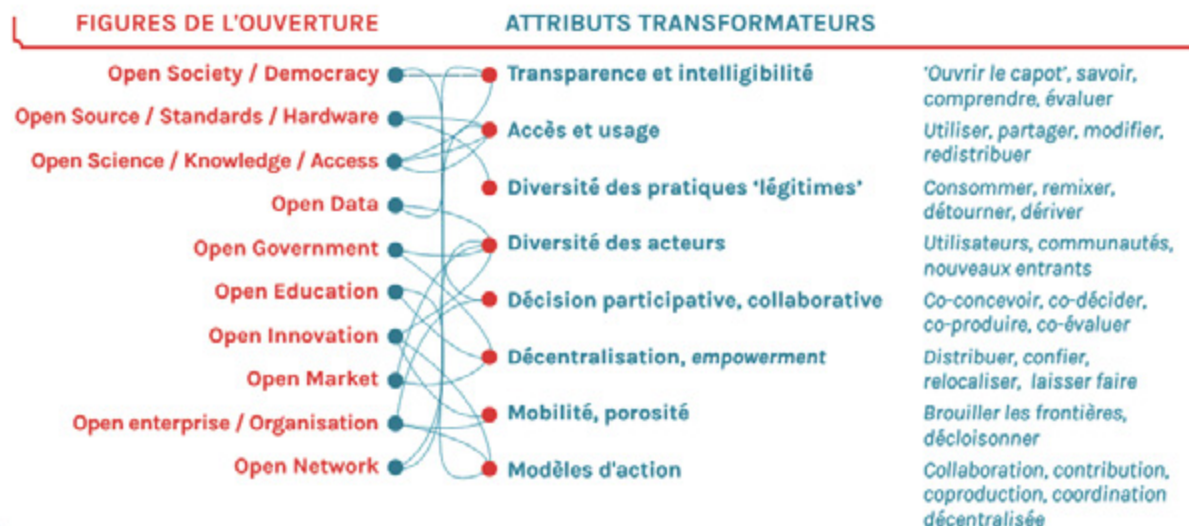 FIGURES DE L'OUVERTURE
ATTRIBUTS TRANSFORMATEURS
Open Society / Democracy
Open Source / Standards / Hardware
Open Science / Knowledge / Access
Open Data
Open Government
Open Education
Open Innovation
Open Market
Open enterprise / Organisation
Open Network
Transparence et intelligibilité
'Ouvrir le capot', savoir,
comprendre, évaluer
Accès et usage
Utiliser, partager, modifier,
redistribuer
Diversité des pratiques 'légitimes'
Consommer, remixer,
détourner, dériver
Diversité des acteurs
Utilisateurs, communautés,
nouveaux entrants
Décision participative, collaborative
Co-concevoir, co-décider,
co-produire, co-évaluer
Décentralisation, empowerment
Distribuer, confier,
relocaliser, laisser faire
Mobilité, porosité
Brouiller les frontières,
décloisonner
Modèles d'action
Collaboration, contribution,
coproduction, coordination
décentralisée